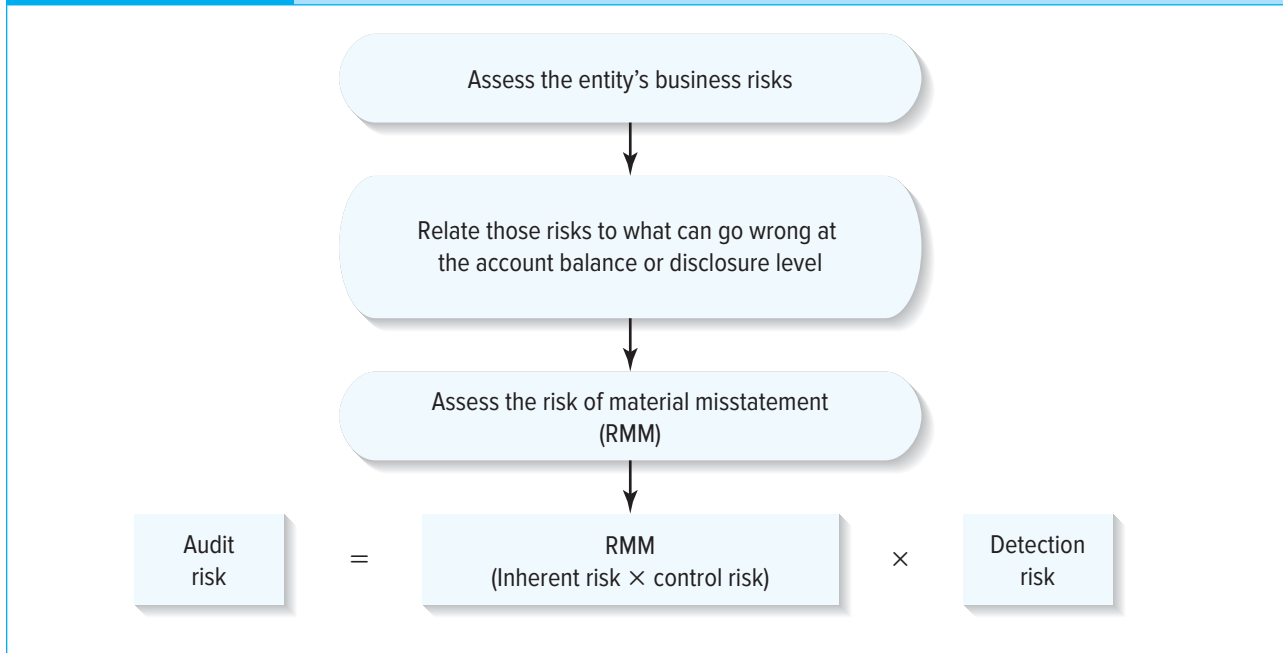 Assess the entity’s business risks
Relate those risks to what can go wrong at
the account balance or disclosure level
Assess the risk of material misstatement
(RMM)
Audit
risk
=
RMM
(Inherent risk × control risk)
×
Detection
risk